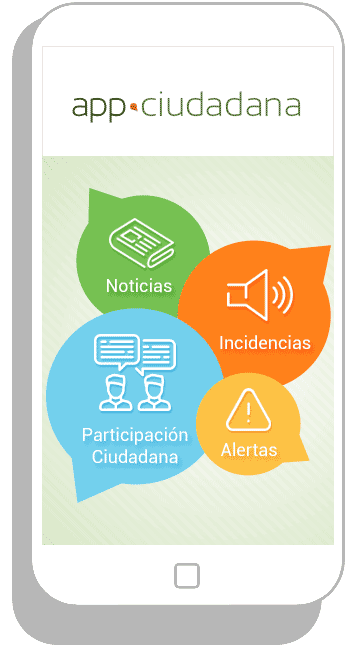 app ciudadana
Noticias
Incidencias
Participación
Ciudadana
Alertas